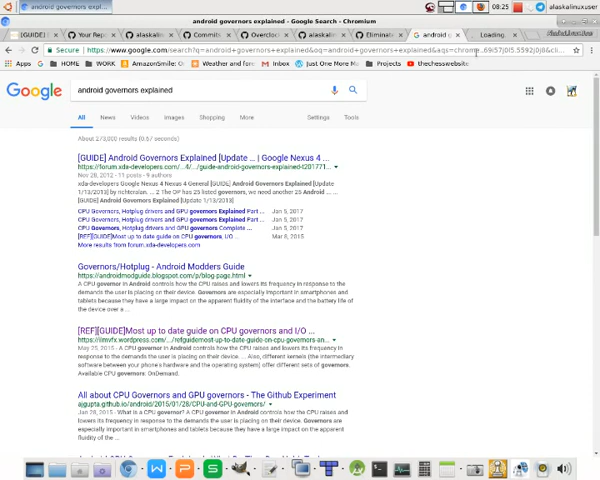 android governors expl...
08:25
alaskalinuxuser
android governors explained - Google Search - Chromium
[GUIDE]
Your Rep
alaskalin
Commits
Overcloc
alaskalin
Eliminate
android g
Loading...
Secure
https://www.google.com/search?q=android+governors+explained&oq=android+governors+explained&aqs=chrom
Apps
HOME
WORK
AmazonSmile:
Weather and for
Inbox
Just One More M
Projects
thechesswebsite
Google
android governors explained
All
News
Videos
Images
Shopping
More
Settings
Tools
About 273,000 results (0.57 seconds)
[GUIDE] Android Governors Explained [Update ... | Google Nexus 4 ...
https://forum.xda-developers.com/.../4/.../guide-android-governors-explained-t201771...
Nov 28, 2012 - 11 posts - 9 authors
xda-developers Google Nexus 4 Nexus 4 General [GUIDE] Android Governors Explained [Update
1/13/2013] by richteralan. ... 2 The OP has 25 listed governors, we need another 25 Android ...
[GUIDE] Android Governors Explained [Update 1/13/2013]
CPU Governors, Hotplug drivers and GPU governors Explained Part ... Jan 5, 2017
CPU Governors, Hotplug drivers and GPU governors Explained Part ... Jan 5, 2017
CPU Governors, Hotplug drivers and GPU governors Complete ... Jan 5, 2017
[REF][GUIDE]Most up to date guide on CPU governors, I/O ... Mar 8, 2015
More results from forum.xda-developers.com
Governors/Hotplug - Android Modders Guide
https://androidmodguide.blogspot.com/p/blog-page.html
A CPU governor in Android controls how the CPU raises and lowers its frequency in response to the
demands the user is placing on their device. Governors are especially important in smartphones and
tablets because they have a large impact on the apparent fluidity of the interface and the battery life of
the device over a charge.
[REF][GUIDE]Most up to date guide on CPU governors and I/O ...
https://ilmvfx.wordpress.com/.../refguidemost-up-to-date-guide-on-cpu-governors-an...
May 25, 2015 - A CPU governor in Android controls how the CPU raises and lowers its frequency in
response to the demands the user is placing on their device. ... Also, different kernels (the intermediary
software between your phone's hardware and the operating system) offer different sets of governors.
Available CPU governors: OnDemand.
All about CPU Governors and GPU governors - The Github Experiment
https://ajgupta.github.io/android/2015/01/28/CPU-and-GPU-governors/
Jan 28, 2015 - What is a CPU governor? A CPU governor in Android controls how the CPU raises and
lowers its frequency in response to the demands the user is placing on their device. Governors are
especially important in smartphones and tablets because they have a large impact on the apparent
fluidity of the ...